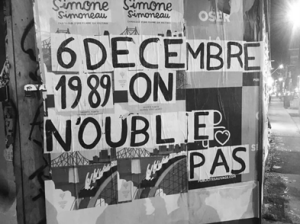 Simone Simone
Simoneau Simoneau
OSER
6 DECEMBRE
1989 ON
N'OUBLIE
PAS